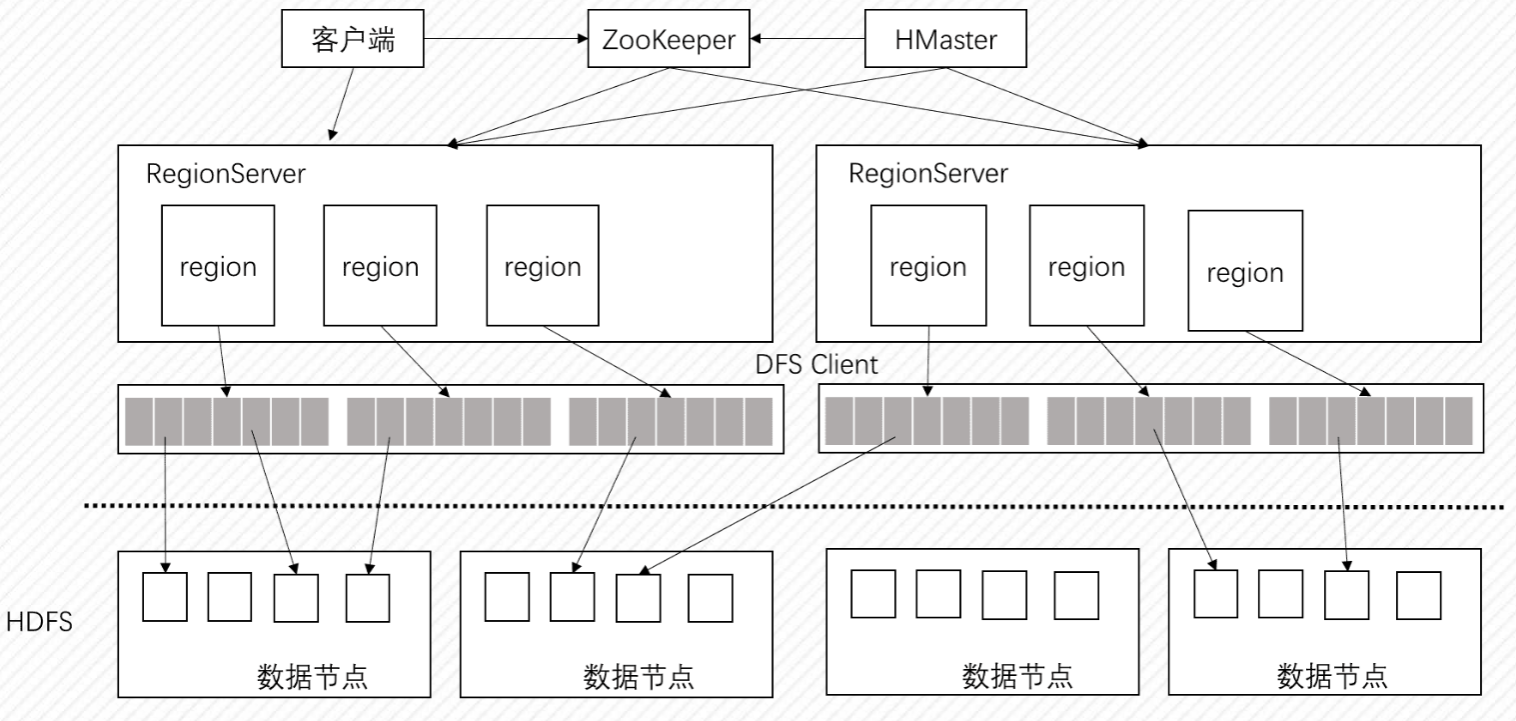 客户端
ZooKeeper
HMaster
RegionServer
RegionServer
region
region
region
region
region
region
DFS Client
HDFS
数据节点
数据节点
数据节点
数据节点